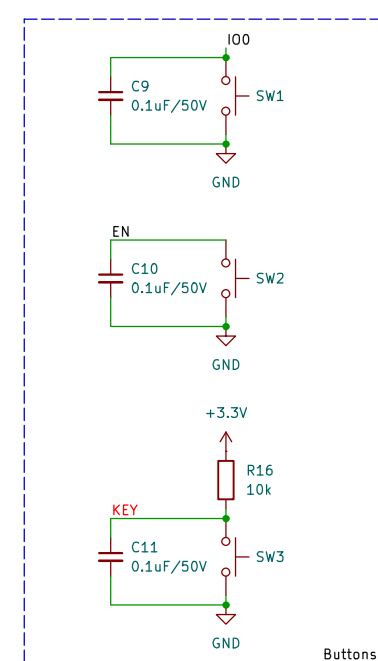 IO0
C9
0.1uF/50V
SW1
GND
EN
C10
0.1uF/50V
SW2
GND
+3.3V
R16
10k
KEY
C11
0.1uF/50V
SW3
GND
Buttons